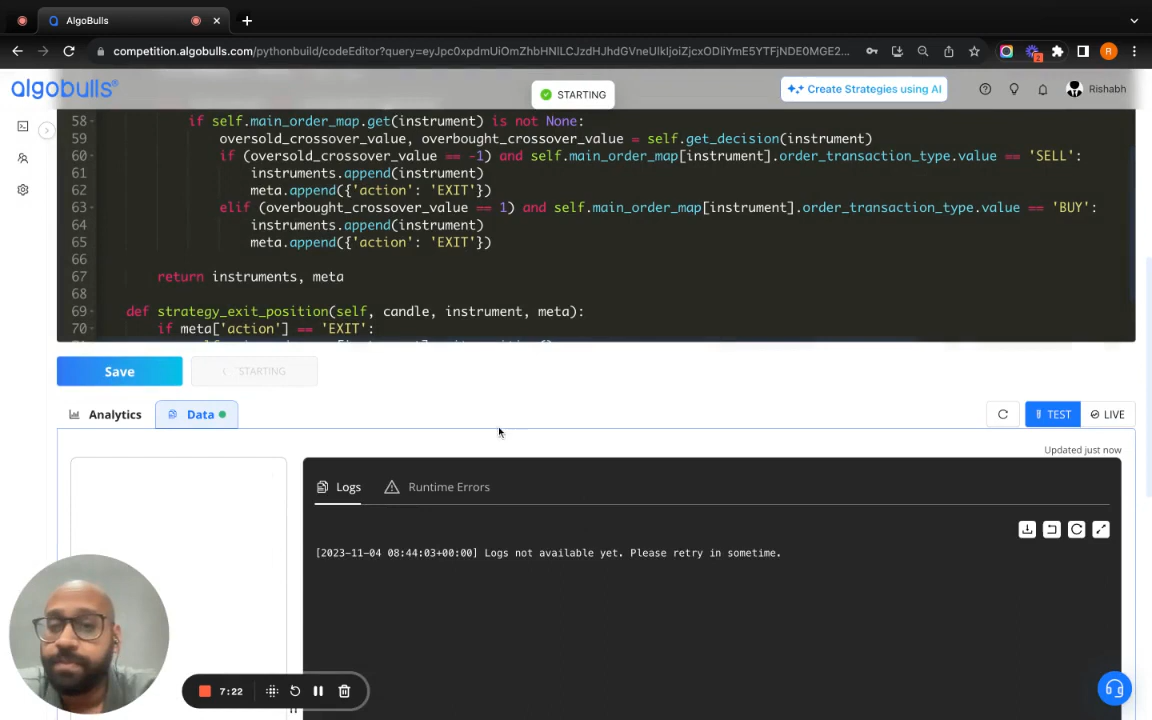 AlgoBulls
competition.algobulls.com/pythonbuild/codeEditor?query=eyJpc0xpdmUiOmZhbHNlLCJzdHJhdGVneUlkIjoiZjcxODliYmE5YTFjNDE0MGE2...
2
R
algobulls®
STARTING
Create Strategies using AI
Rishabh
58 if self.main_order_map.get(instrument) is not None:
59 oversold_crossover_value, overbought_crossover_value = self.get_decision(instrument)
60 if (oversold_crossover_value == -1) and self.main_order_map[instrument].order_transaction_type.value == 'SELL':
61 instruments.append(instrument)
62 meta.append({'action': 'EXIT'})
63 elif (overbought_crossover_value == 1) and self.main_order_map[instrument].order_transaction_type.value == 'BUY':
64 instruments.append(instrument)
65 meta.append({'action': 'EXIT'})
66
67 return instruments, meta
68
69 def strategy_exit_position(self, candle, instrument, meta):
70 if meta['action'] == 'EXIT':
Save
STARTING
Analytics
Data
TEST
LIVE
Updated just now
Logs
Runtime Errors
[2023-11-04 08:44:03+00:00] Logs not available yet. Please retry in sometime.
7:22